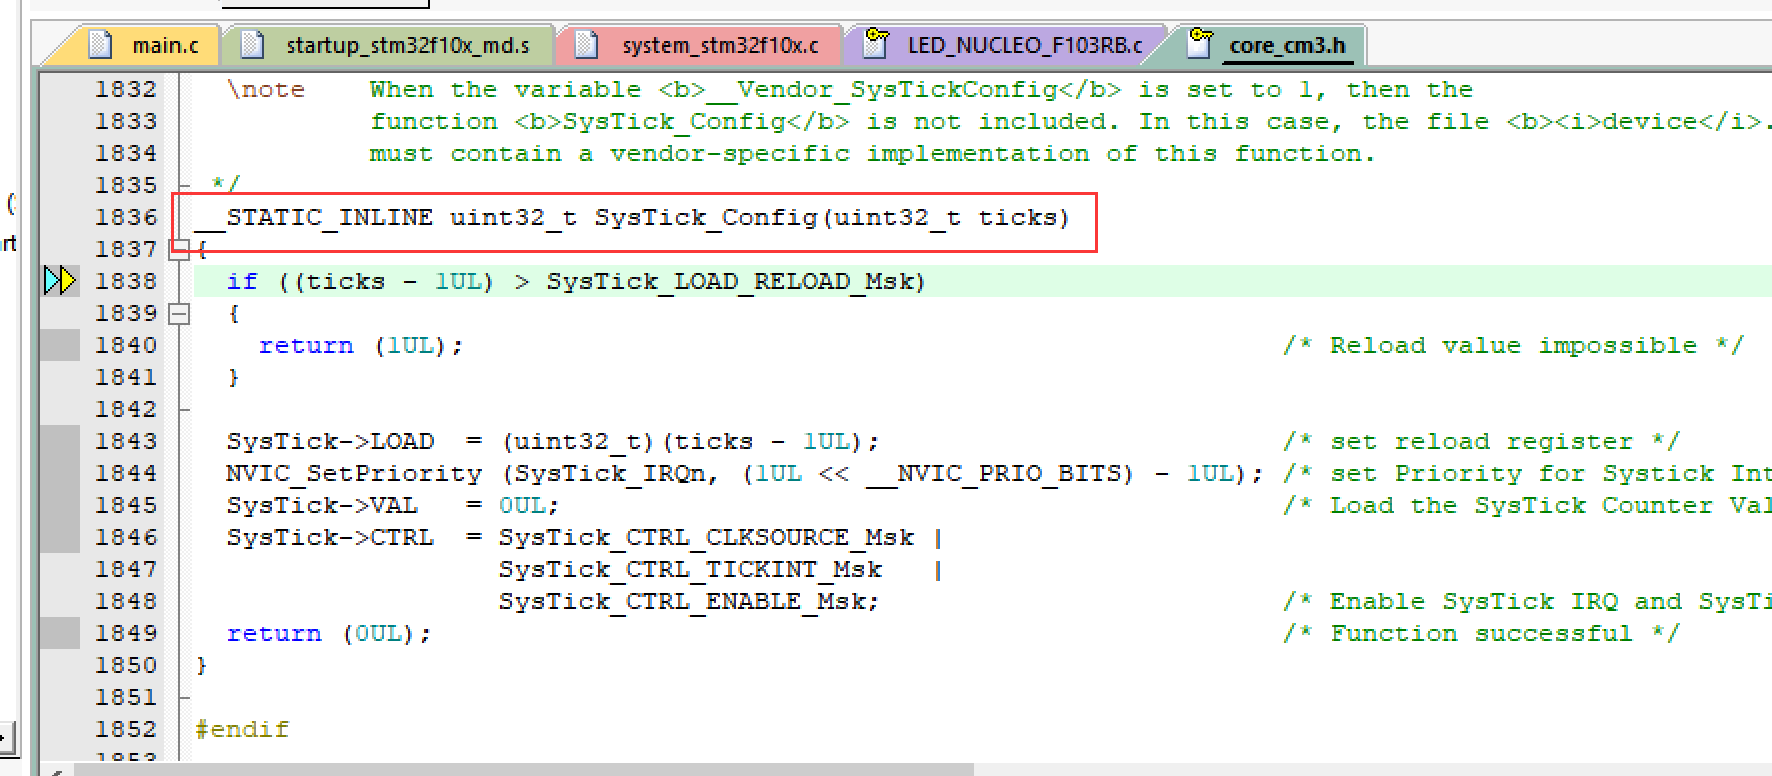 main.c startup_stm32f10x_md.s system_stm32f10x.c LED_NUCLEO_F103RB.c core_cm3.h
1832 \note When the variable <b>__Vendor_SysTickConfig</b> is set to 1, then the
1833 function <b>SysTick_Config</b> is not included. In this case, the file <b><i>device</i>.
1834 must contain a vendor-specific implementation of this function.
1835 */
1836 __STATIC_INLINE uint32_t SysTick_Config(uint32_t ticks)
1837 {
1838 if ((ticks - 1UL) > SysTick_LOAD_RELOAD_Msk)
1839 {
1840 return (1UL); /* Reload value impossible */
1841 }
1842
1843 SysTick->LOAD = (uint32_t)(ticks - 1UL); /* set reload register */
1844 NVIC_SetPriority (SysTick_IRQn, (1UL << __NVIC_PRIO_BITS) - 1UL); /* set Priority for Systick Int
1845 SysTick->VAL = 0UL; /* Load the SysTick Counter Val
1846 SysTick->CTRL = SysTick_CTRL_CLKSOURCE_Msk |
1847 SysTick_CTRL_TICKINT_Msk |
1848 SysTick_CTRL_ENABLE_Msk; /* Enable SysTick IRQ and SysTi
1849 return (0UL); /* Function successful */
1850 }
1851
1852 #endif